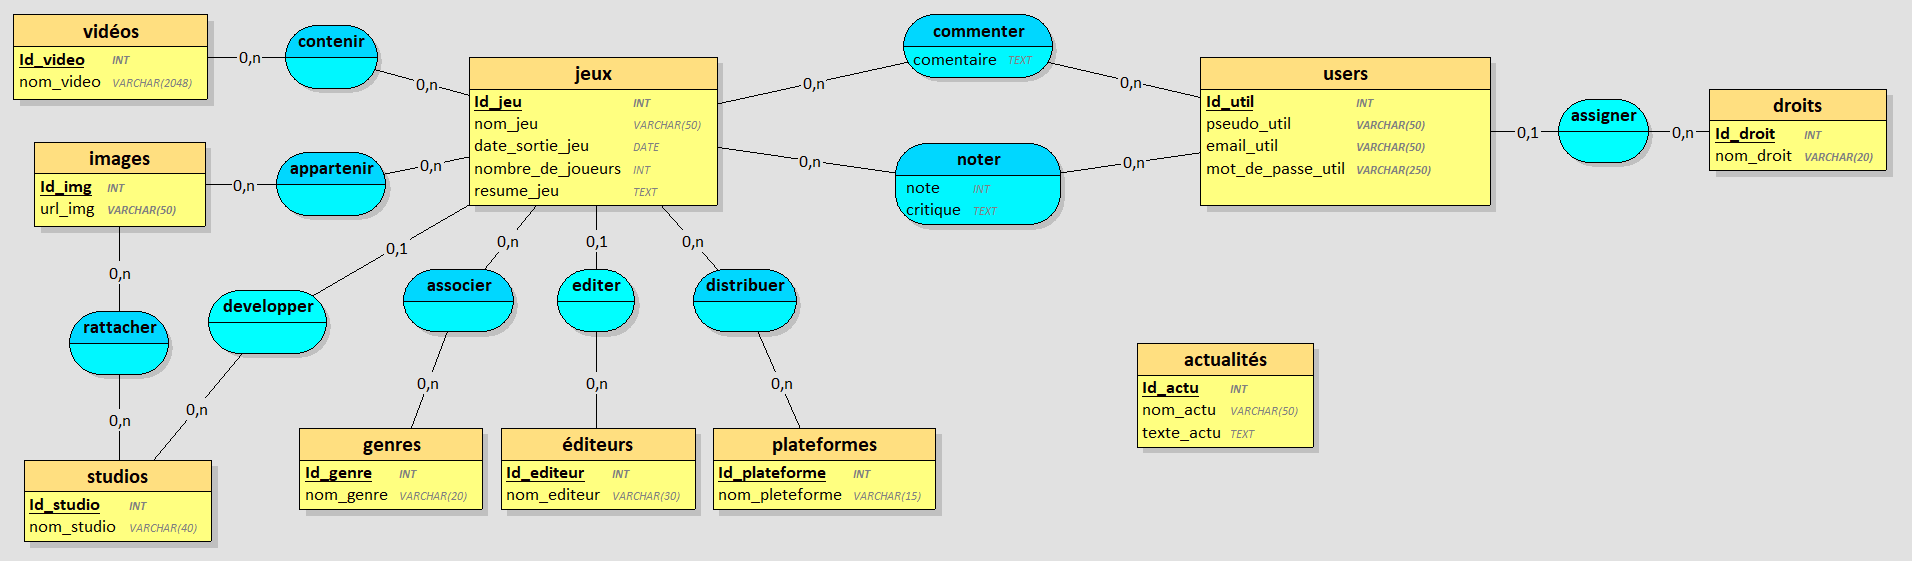 vidéos
Id_video INT
nom_video VARCHAR(2048)
0,n
contenir
0,n
images
Id_img INT
url_img VARCHAR(50)
0,n
appartenir
0,n
jeux
Id_jeu INT
nom_jeu VARCHAR(50)
date_sortie_jeu DATE
nombre_de_joueurs INT
resume_jeu TEXT
0,n
commenter
comentaire TEXT
0,n
0,n
noter
note INT
critique TEXT
0,n
users
Id_util INT
pseudo_util VARCHAR(50)
email_util VARCHAR(50)
mot_de_passe_util VARCHAR(250)
0,1
assigner
0,n
droits
Id_droit INT
nom_droit VARCHAR(20)
0,n
rattacher
0,n
0,1
developper
0,n
0,n
associer
0,n
0,1
editer
0,n
0,n
distribuer
0,n
studios
Id_studio INT
nom_studio VARCHAR(40)
genres
Id_genre INT
nom_genre VARCHAR(20)
éditeurs
Id_editeur INT
nom_editeur VARCHAR(30)
plateformes
Id_plateforme INT
nom_pleteforme VARCHAR(15)
actualités
Id_actu INT
nom_actu VARCHAR(50)
texte_actu TEXT